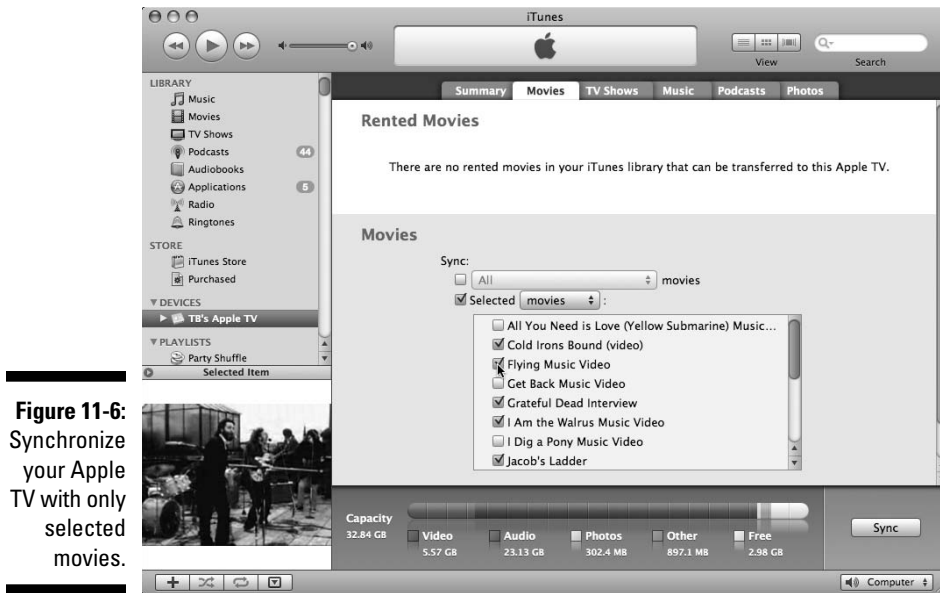 iTunes
View
Search
LIBRARY
Music
Movies
TV Shows
Podcasts 44
Audiobooks
Applications 5
Radio
Ringtones
STORE
iTunes Store
Purchased
DEVICES
TB's Apple TV
PLAYLISTS
Party Shuffle
Selected Item
Summary Movies TV Shows Music Podcasts Photos
Rented Movies
There are no rented movies in your iTunes library that can be transferred to this Apple TV.
Movies
Sync:
All movies
Selected movies :
All You Need is Love (Yellow Submarine) Music...
Cold Irons Bound (video)
Flying Music Video
Get Back Music Video
Grateful Dead Interview
I Am the Walrus Music Video
I Dig a Pony Music Video
Jacob's Ladder
Capacity
32.84 GB
Video
5.57 GB
Audio
23.13 GB
Photos
302.4 MB
Other
897.1 MB
Free
2.98 GB
Sync
Computer
Figure 11-6:
Synchronize
your Apple
TV with only
selected
movies.